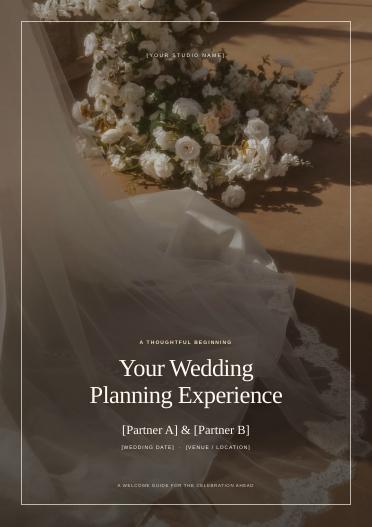 [YOUR STUDIO NAME]
A THOUGHTFUL BEGINNING
Your Wedding
Planning Experience
[Partner A] & [Partner B]
[WEDDING DATE] · [VENUE / LOCATION]
A WELCOME GUIDE FOR THE CELEBRATION AHEAD